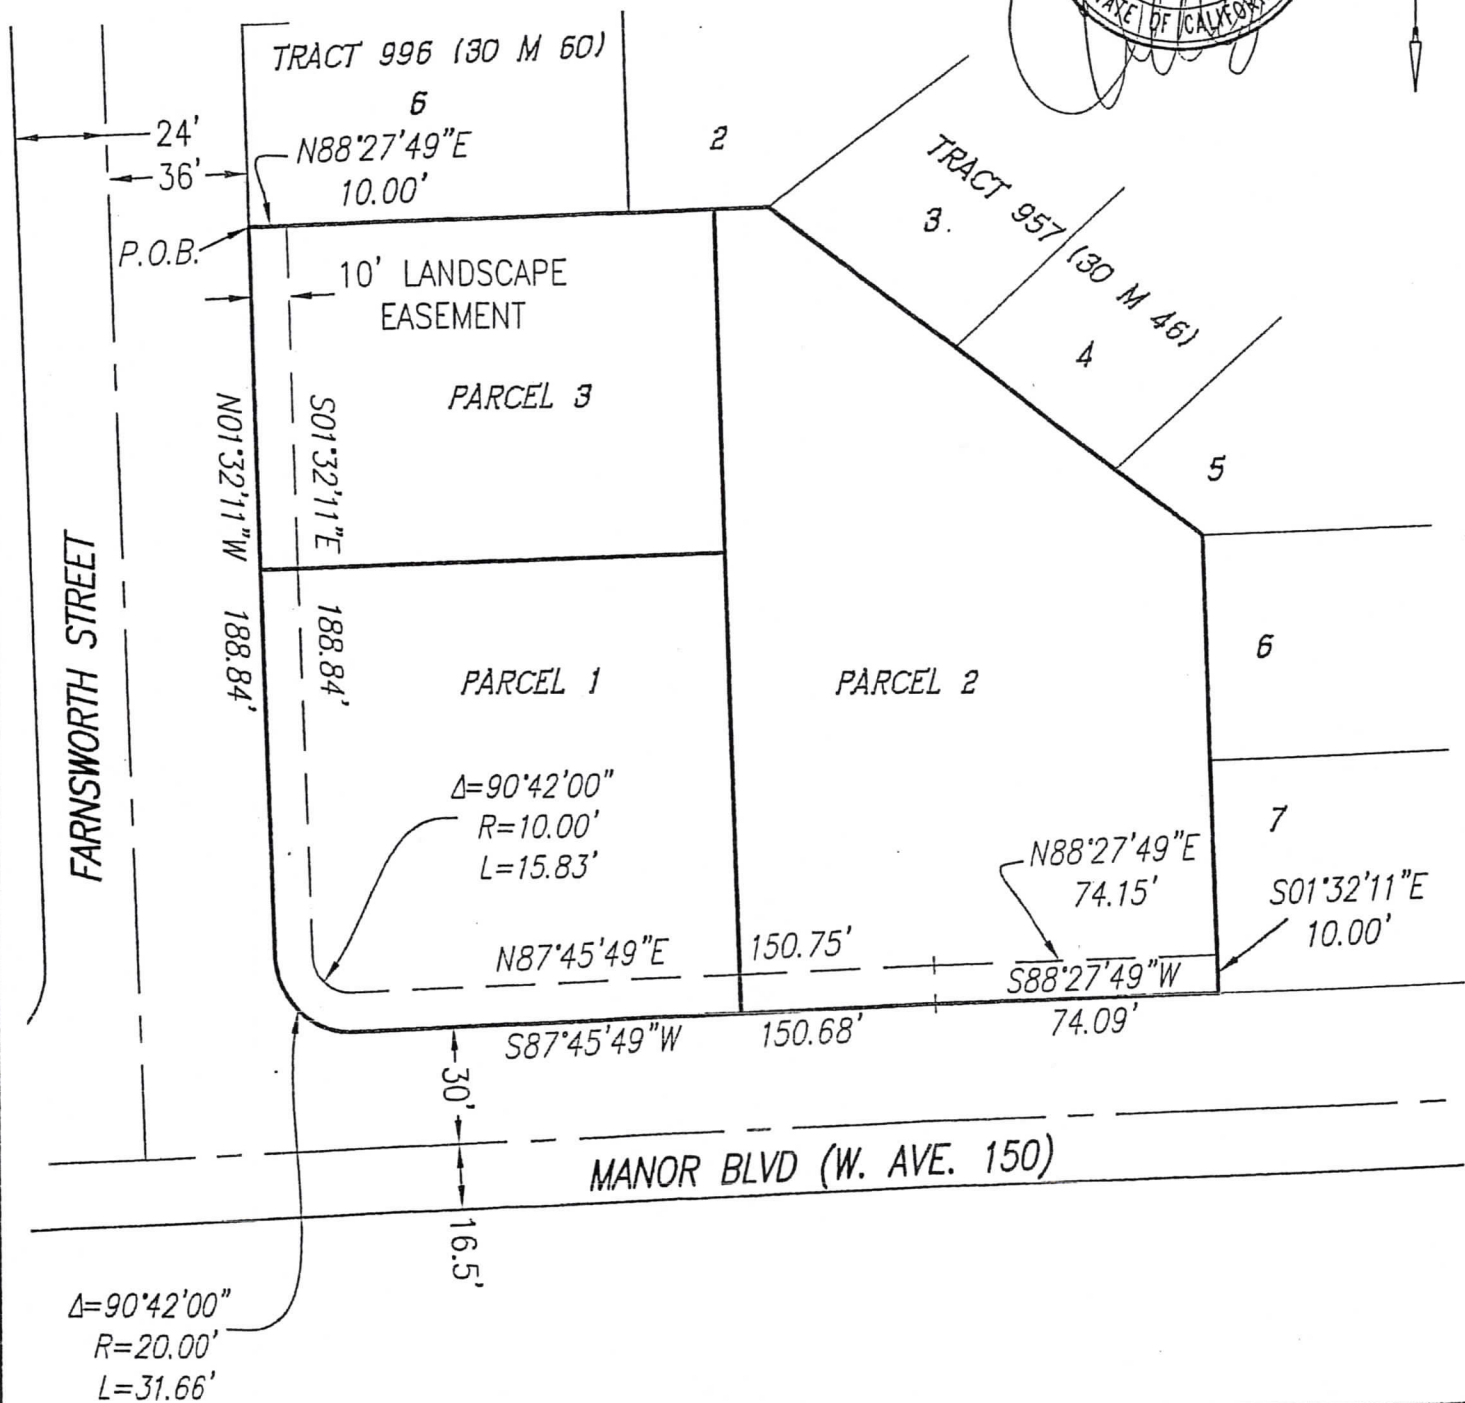 STATE OF CALIFOR
TRACT 996 (30 M 60)
6
2
24'
36'
N88°27'49"E
10.00'
P.O.B.
TRACT 957 (30 M 46)
3.
4
5
6
7
10' LANDSCAPE
EASEMENT
PARCEL 3
N01°32'11"W 188.84'
S01°32'11"E 188.84'
FARNSWORTH STREET
PARCEL 1
PARCEL 2
Δ=90°42'00"
R=10.00'
L=15.83'
N88°27'49"E
74.15'
S01°32'11"E
10.00'
N87°45'49"E 150.75'
S88°27'49"W
74.09'
S87°45'49"W 150.68'
30'
MANOR BLVD (W. AVE. 150)
16.5'
Δ=90°42'00"
R=20.00'
L=31.66'